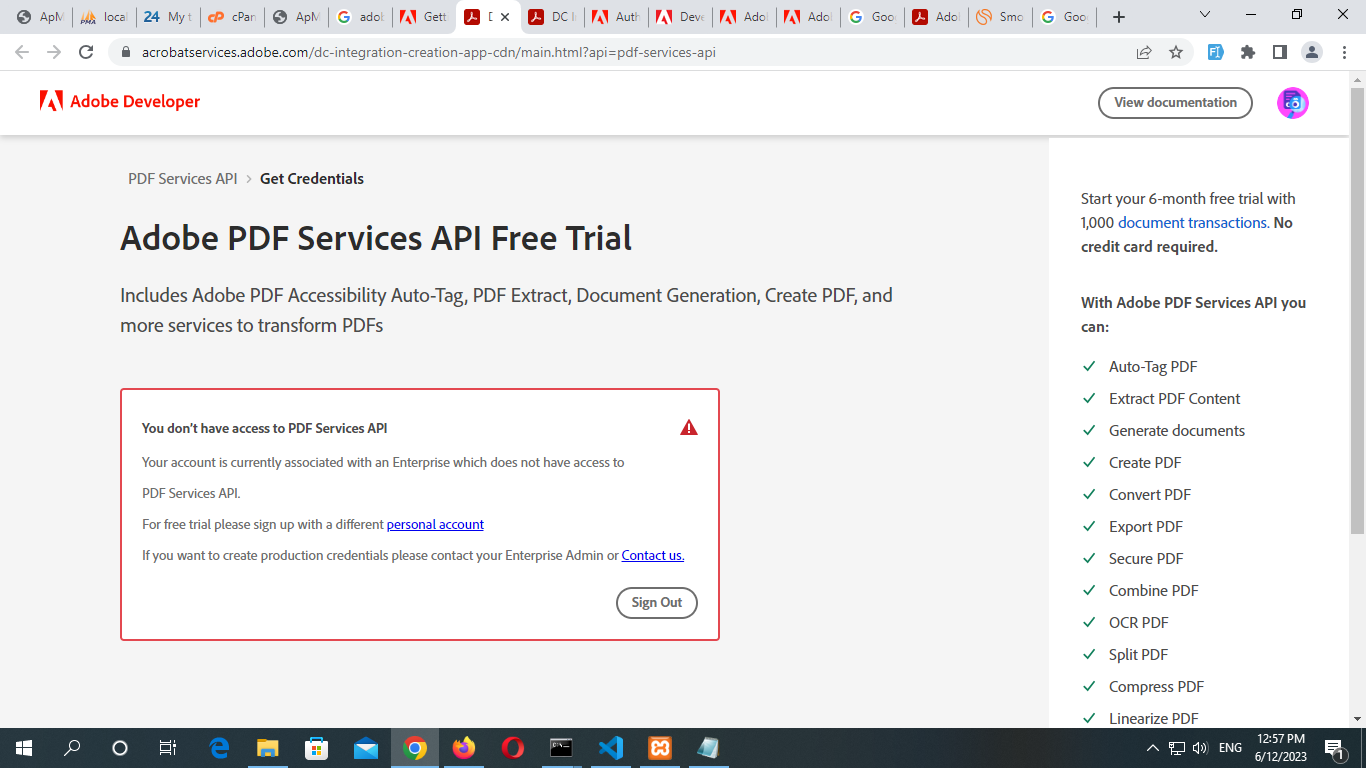 ApM
local
24 My t
cPan
ApM
adob
Gett
D
DC I
Auth
Deve
Adol
Adol
Goo
Adol
Smo
Goo
acrobatservices.adobe.com/dc-integration-creation-app-cdn/main.html?api=pdf-services-api
Adobe Developer
View documentation
PDF Services API > Get Credentials
Adobe PDF Services API Free Trial
Includes Adobe PDF Accessibility Auto-Tag, PDF Extract, Document Generation, Create PDF, and
more services to transform PDFs
You don't have access to PDF Services API
Your account is currently associated with an Enterprise which does not have access to
PDF Services API.
For free trial please sign up with a different personal account
If you want to create production credentials please contact your Enterprise Admin or Contact us.
Sign Out
Start your 6-month free trial with
1,000 document transactions. No
credit card required.
With Adobe PDF Services API you
can:
Auto-Tag PDF
Extract PDF Content
Generate documents
Create PDF
Convert PDF
Export PDF
Secure PDF
Combine PDF
OCR PDF
Split PDF
Compress PDF
Linearize PDF
ENG
12:57 PM
6/12/2023
1